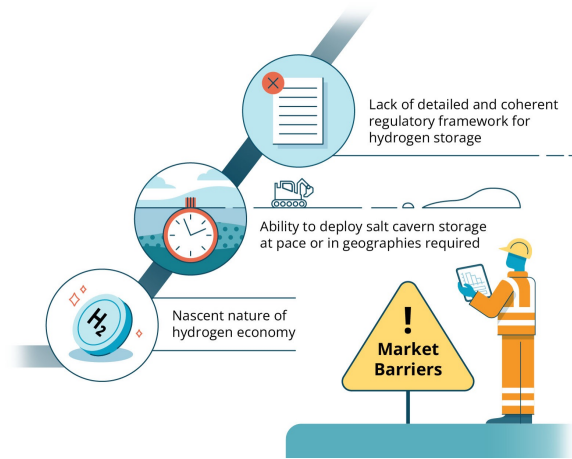 Lack of detailed and coherent
regulatory framework for
hydrogen storage
Ability to deploy salt cavern storage
at pace or in geographies required
H2
Nascent nature of
hydrogen economy
!
Market
Barriers